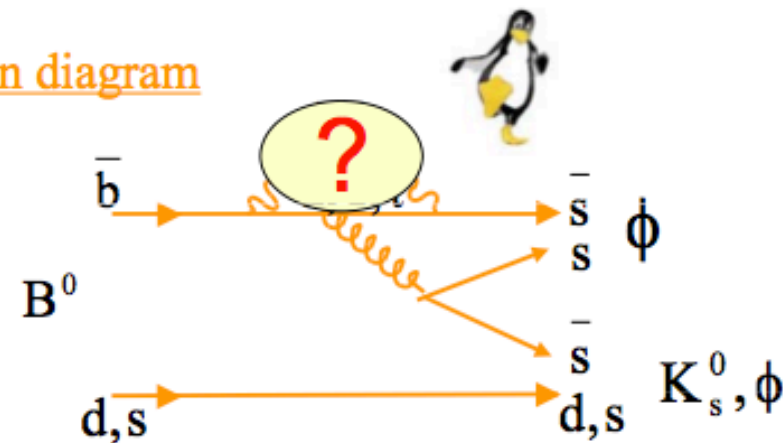 n diagram
?
b̄
s̄
s
ϕ
B⁰
s̄
d,s
d,s
K⁰ₛ,ϕ